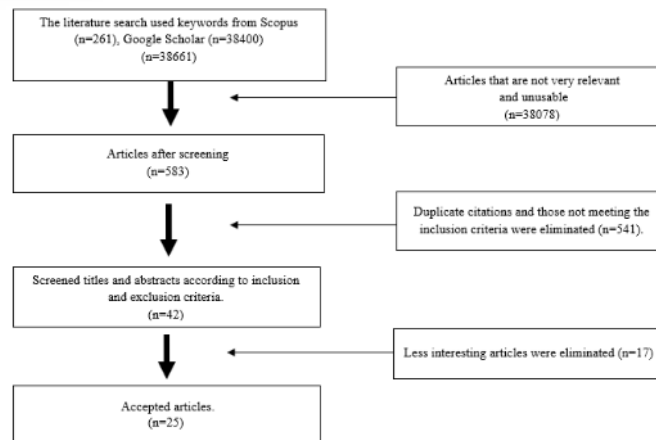 The literature search used keywords from Scopus
(n=261), Google Scholar (n=38400)
(n=38661)
Articles that are not very relevant
and unusable
(n=38078)
Articles after screening
(n=583)
Duplicate citations and those not meeting the
inclusion criteria were eliminated (n=541).
Screened titles and abstracts according to inclusion
and exclusion criteria.
(n=42)
Less interesting articles were eliminated (n=17)
Accepted articles.
(n=25)